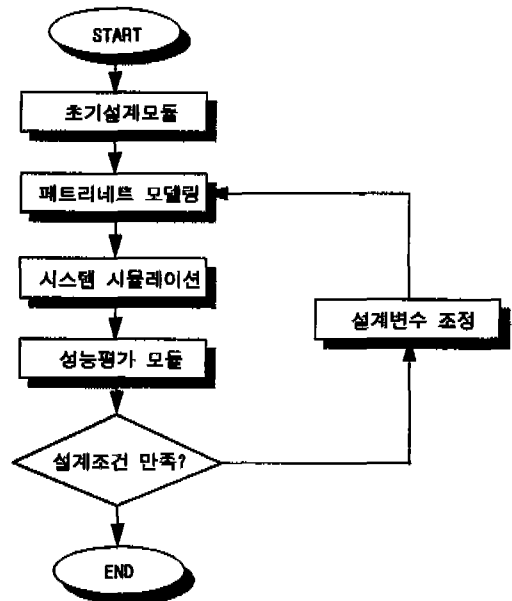 START
초기설계모듈
페트리네트 모델링
시스템 시뮬레이션
설계변수 조정
성능평가 모듈
설계조건 만족?
END